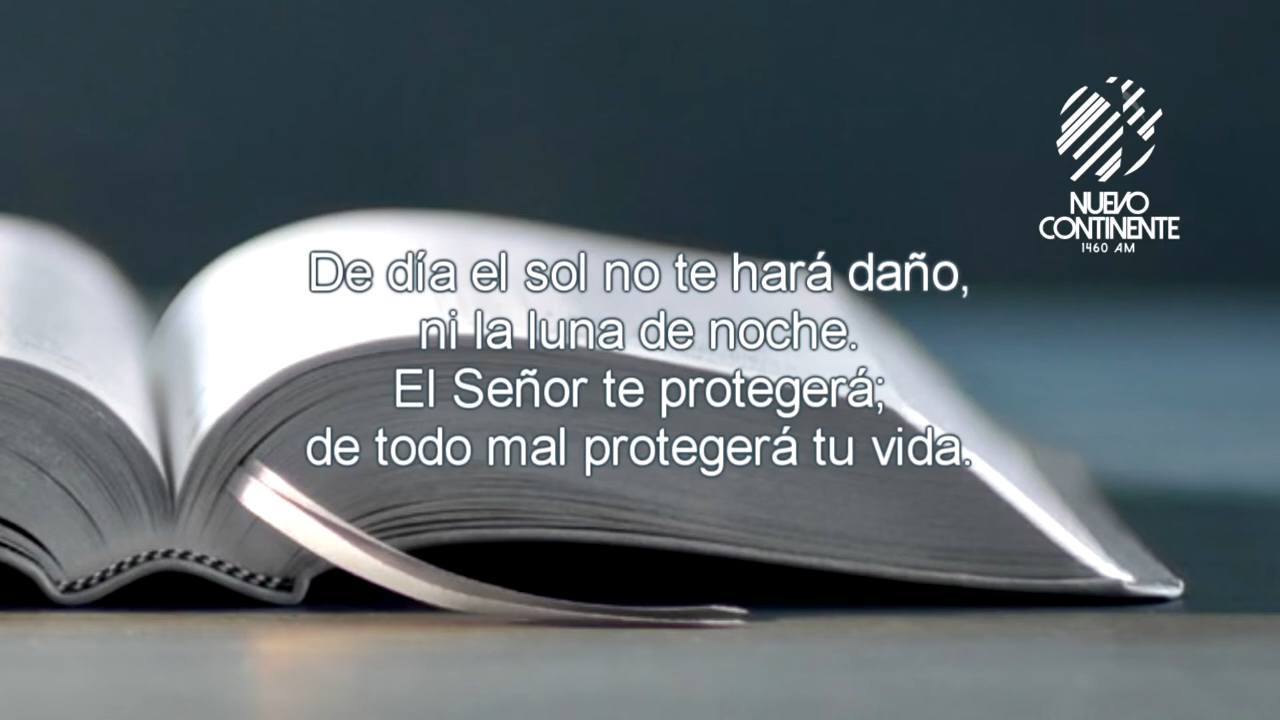 NUEVO
CONTINENTE
1460 AM
De día el sol no te hará daño,
ni la luna de noche.
El Señor te protegerá;
de todo mal protegerá tu vida.